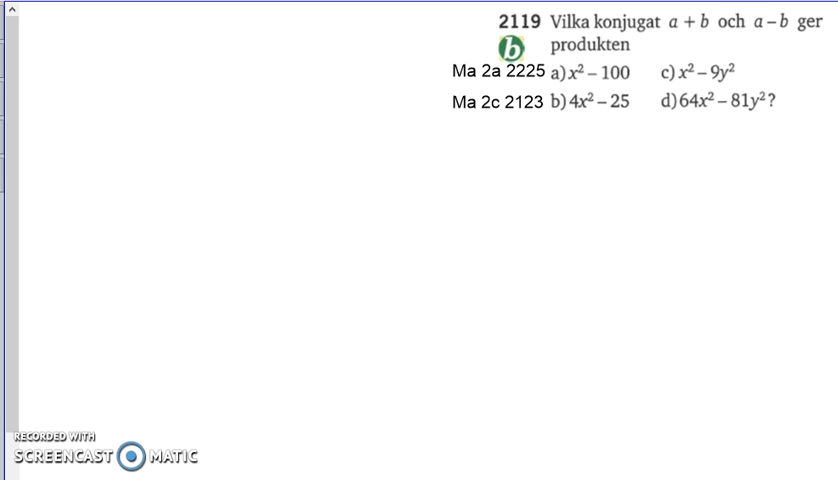 2119 Vilka konjugat a + b och a – b ger
b produkten
Ma 2a 2225 a) x² – 100 c) x² – 9y²
Ma 2c 2123 b) 4x² – 25 d) 64x² – 81y²?
RECORDED WITH
SCREENCAST MATIC